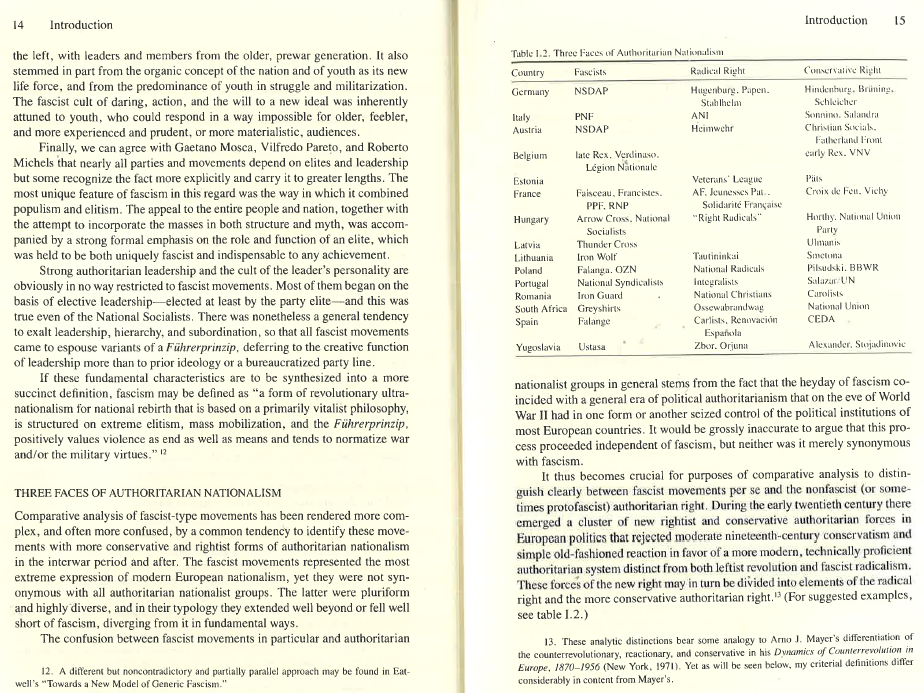 14 Introduction
the left, with leaders and members from the older, prewar generation. It also
stemmed in part from the organic concept of the nation and of youth as its new
life force, and from the predominance of youth in struggle and militarization.
The fascist cult of daring, action, and the will to a new ideal was inherently
attuned to youth, who could respond in a way impossible for older, feebler,
and more experienced and prudent, or more materialistic, audiences.
Finally, we can agree with Gaetano Mosca, Vilfredo Pareto, and Roberto
Michels that nearly all parties and movements depend on elites and leadership
but some recognize the fact more explicitly and carry it to greater lengths. The
most unique feature of fascism in this regard was the way in which it combined
populism and elitism. The appeal to the entire people and nation, together with
the attempt to incorporate the masses in both structure and myth, was accom-
panied by a strong formal emphasis on the role and function of an elite, which
was held to be both uniquely fascist and indispensable to any achievement.
Strong authoritarian leadership and the cult of the leader's personality are
obviously in no way restricted to fascist movements. Most of them began on the
basis of elective leadership—elected at least by the party elite—and this was
true even of the National Socialists. There was nonetheless a general tendency
to exalt leadership, hierarchy, and subordination, so that all fascist movements
came to espouse variants of a Führerprinzip, deferring to the creative function
of leadership more than to prior ideology or a bureaucratized party line.
If these fundamental characteristics are to be synthesized into a more
succinct definition, fascism may be defined as "a form of revolutionary ultra-
nationalism for national rebirth that is based on a primarily vitalist philosophy,
is structured on extreme elitism, mass mobilization, and the Führerprinzip,
positively values violence as end as well as means and tends to normatize war
and/or the military virtues." 12
THREE FACES OF AUTHORITARIAN NATIONALISM
Comparative analysis of fascist-type movements has been rendered more com-
plex, and often more confused, by a common tendency to identify these move-
ments with more conservative and rightist forms of authoritarian nationalism
in the interwar period and after. The fascist movements represented the most
extreme expression of modern European nationalism, yet they were not syn-
onymous with all authoritarian nationalist groups. The latter were pluriform
and highly diverse, and in their typology they extended well beyond or fell well
short of fascism, diverging from it in fundamental ways.
The confusion between fascist movements in particular and authoritarian
12. A different but noncontradictory and partially parallel approach may be found in Eat-
well's "Towards a New Model of Generic Fascism."
Introduction 15
Table I.2. Three Faces of Authoritarian Nationalism
Country Fascists Radical Right Conservative Right
Germany NSDAP Hugenburg, Papen, Hindenburg, Brüning,
Stahlhelm Schleicher
Italy PNF ANI Sonnino, Salandra
Austria NSDAP Heimwehr Christian Socials,
Fatherland Front
Belgium late Rex, Verdinaso, early Rex, VNV
Légion Nationale
Estonia Veterans' League Päts
France Faisceau, Francistes, AF, Jeunesses Pat., Croix de Feu, Vichy
PPF, RNP Solidarité Française
Hungary Arrow Cross, National "Right Radicals" Horthy, National Union
Socialists Party
Latvia Thunder Cross Ulmanis
Lithuania Iron Wolf Tautininkai Smetona
Poland Falanga, OZN National Radicals Pilsudski, BBWR
Portugal National Syndicalists Integralists Salazar/UN
Romania Iron Guard National Christians Carolists
South Africa Greyshirts Ossewabrandwag National Union
Spain Falange Carlists, Renovación CEDA
Española
Yugoslavia Ustasa Zbor, Orjuna Alexander, Stojadinovic
nationalist groups in general stems from the fact that the heyday of fascism co-
incided with a general era of political authoritarianism that on the eve of World
War II had in one form or another seized control of the political institutions of
most European countries. It would be grossly inaccurate to argue that this pro-
cess proceeded independent of fascism, but neither was it merely synonymous
with fascism.
It thus becomes crucial for purposes of comparative analysis to distin-
guish clearly between fascist movements per se and the nonfascist (or some-
times protofascist) authoritarian right. During the early twentieth century there
emerged a cluster of new rightist and conservative authoritarian forces in
European politics that rejected moderate nineteenth-century conservatism and
simple old-fashioned reaction in favor of a more modern, technically proficient
authoritarian system distinct from both leftist revolution and fascist radicalism.
These forces of the new right may in turn be divided into elements of the radical
right and the more conservative authoritarian right.13 (For suggested examples,
see table I.2.)
13. These analytic distinctions bear some analogy to Arno J. Mayer's differentiation of
the counterrevolutionary, reactionary, and conservative in his Dynamics of Counterrevolution in
Europe, 1870–1956 (New York, 1971). Yet as will be seen below, my criterial definitions differ
considerably in content from Mayer's.